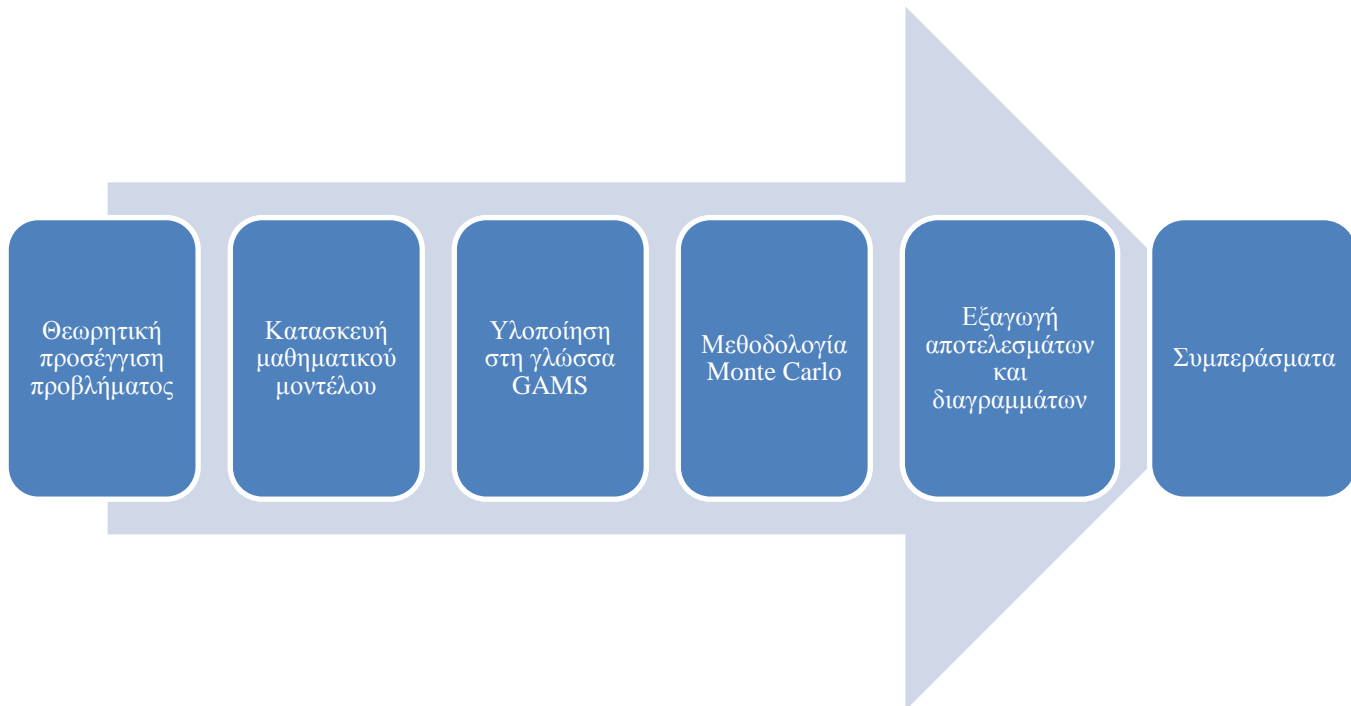 Θεωρητική
προσέγγιση
προβλήματος
Κατασκευή
μαθηματικού
μοντέλου
Υλοποίηση
στη γλώσσα
GAMS
Μεθοδολογία
Monte Carlo
Εξαγωγή
αποτελεσμάτων
και
διαγραμμάτων
Συμπεράσματα